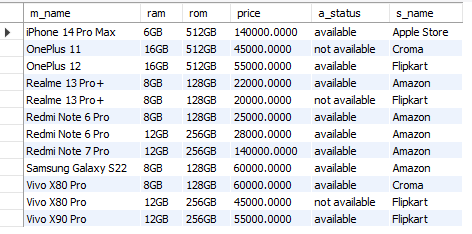 m_name ram rom price a_status s_name
iPhone 14 Pro Max 6GB 512GB 140000.0000 available Apple Store
OnePlus 11 16GB 512GB 45000.0000 not available Croma
OnePlus 12 16GB 512GB 55000.0000 available Flipkart
Realme 13 Pro+ 8GB 128GB 22000.0000 available Amazon
Realme 13 Pro+ 8GB 128GB 20000.0000 not available Amazon
Redmi Note 6 Pro 8GB 128GB 25000.0000 available Flipkart
Redmi Note 6 Pro 12GB 256GB 28000.0000 available Flipkart
Redmi Note 7 Pro 12GB 256GB 140000.0000 available Amazon
Samsung Galaxy S22 8GB 128GB 60000.0000 available Amazon
Vivo X80 Pro 8GB 128GB 60000.0000 available Croma
Vivo X80 Pro 12GB 256GB 45000.0000 not available Flipkart
Vivo X90 Pro 12GB 256GB 55000.0000 available Flipkart